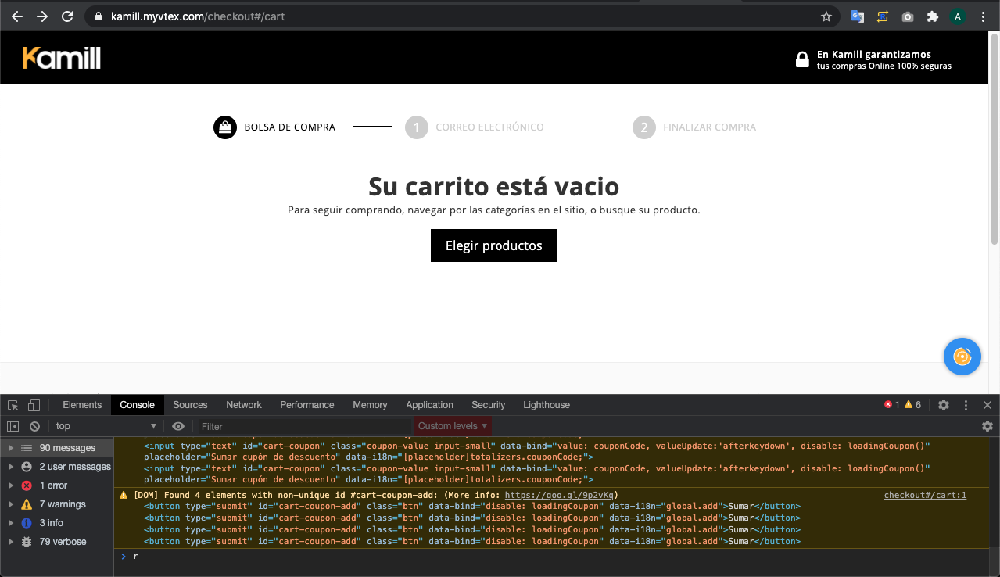 kamill.myvtex.com/checkout#/cart
A
Kamill
En Kamill garantizamos
tus compras Online 100% seguras
BOLSA DE COMPRA
1 CORREO ELECTRÓNICO
2 FINALIZAR COMPRA
Su carrito está vacio
Para seguir comprando, navegar por las categorías en el sitio, o busque su producto.
Elegir productos
Elements Console Sources Network Performance Memory Application Security Lighthouse 1 6
top Filter Custom levels
90 messages
2 user messages
1 error
7 warnings
3 info
79 verbose
<input type="text" id="cart-coupon" class="coupon-value input-small" data-bind="value: couponCode, valueUpdate:'afterkeydown', disable: loadingCoupon()"
placeholder="Sumar cupón de descuento" data-i18n="[placeholder]totalizers.couponCode;">
<input type="text" id="cart-coupon" class="coupon-value input-small" data-bind="value: couponCode, valueUpdate:'afterkeydown', disable: loadingCoupon()"
placeholder="Sumar cupón de descuento" data-i18n="[placeholder]totalizers.couponCode;">
[DOM] Found 4 elements with non-unique id #cart-coupon-add: (More info: https://goo.gl/9p2vKq) checkout#/cart:1
<button type="submit" id="cart-coupon-add" class="btn" data-bind="disable: loadingCoupon" data-i18n="global.add">Sumar</button>
<button type="submit" id="cart-coupon-add" class="btn" data-bind="disable: loadingCoupon" data-i18n="global.add">Sumar</button>
<button type="submit" id="cart-coupon-add" class="btn" data-bind="disable: loadingCoupon" data-i18n="global.add">Sumar</button>
<button type="submit" id="cart-coupon-add" class="btn" data-bind="disable: loadingCoupon" data-i18n="global.add">Sumar</button>
> r